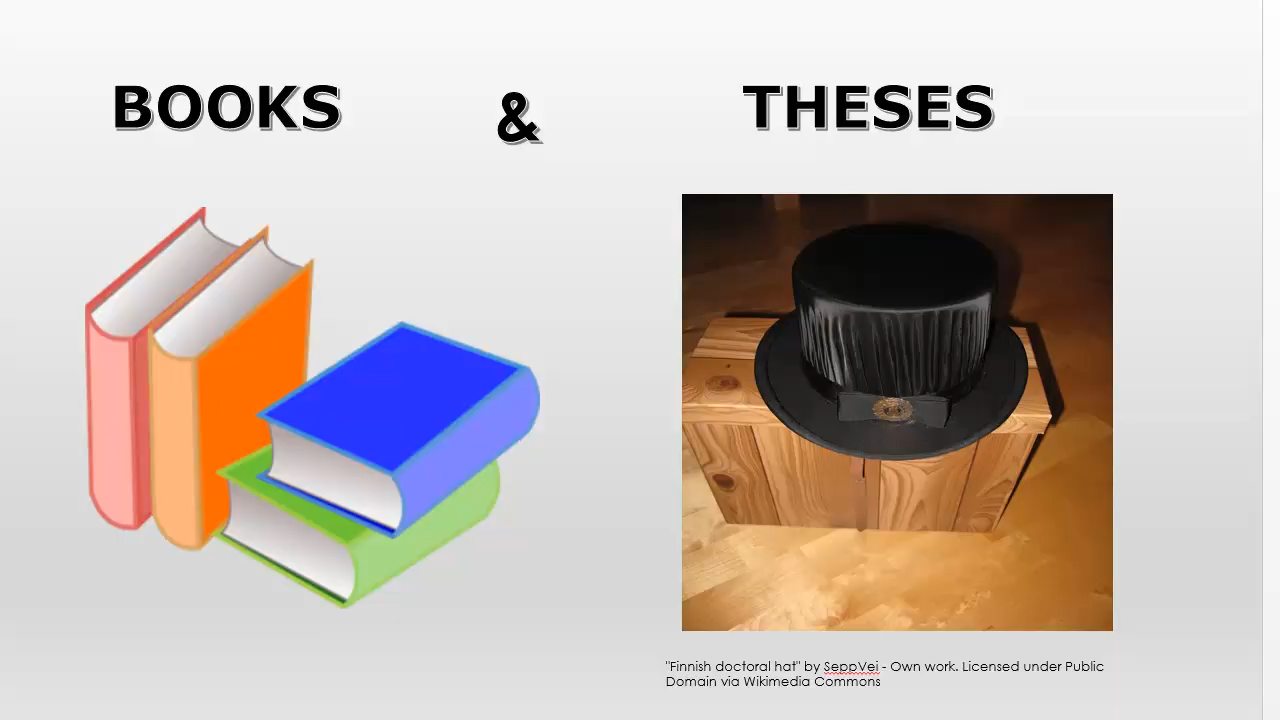 BOOKS & THESES
"Finnish doctoral hat" by SeppVei - Own work. Licensed under Public
Domain via Wikimedia Commons